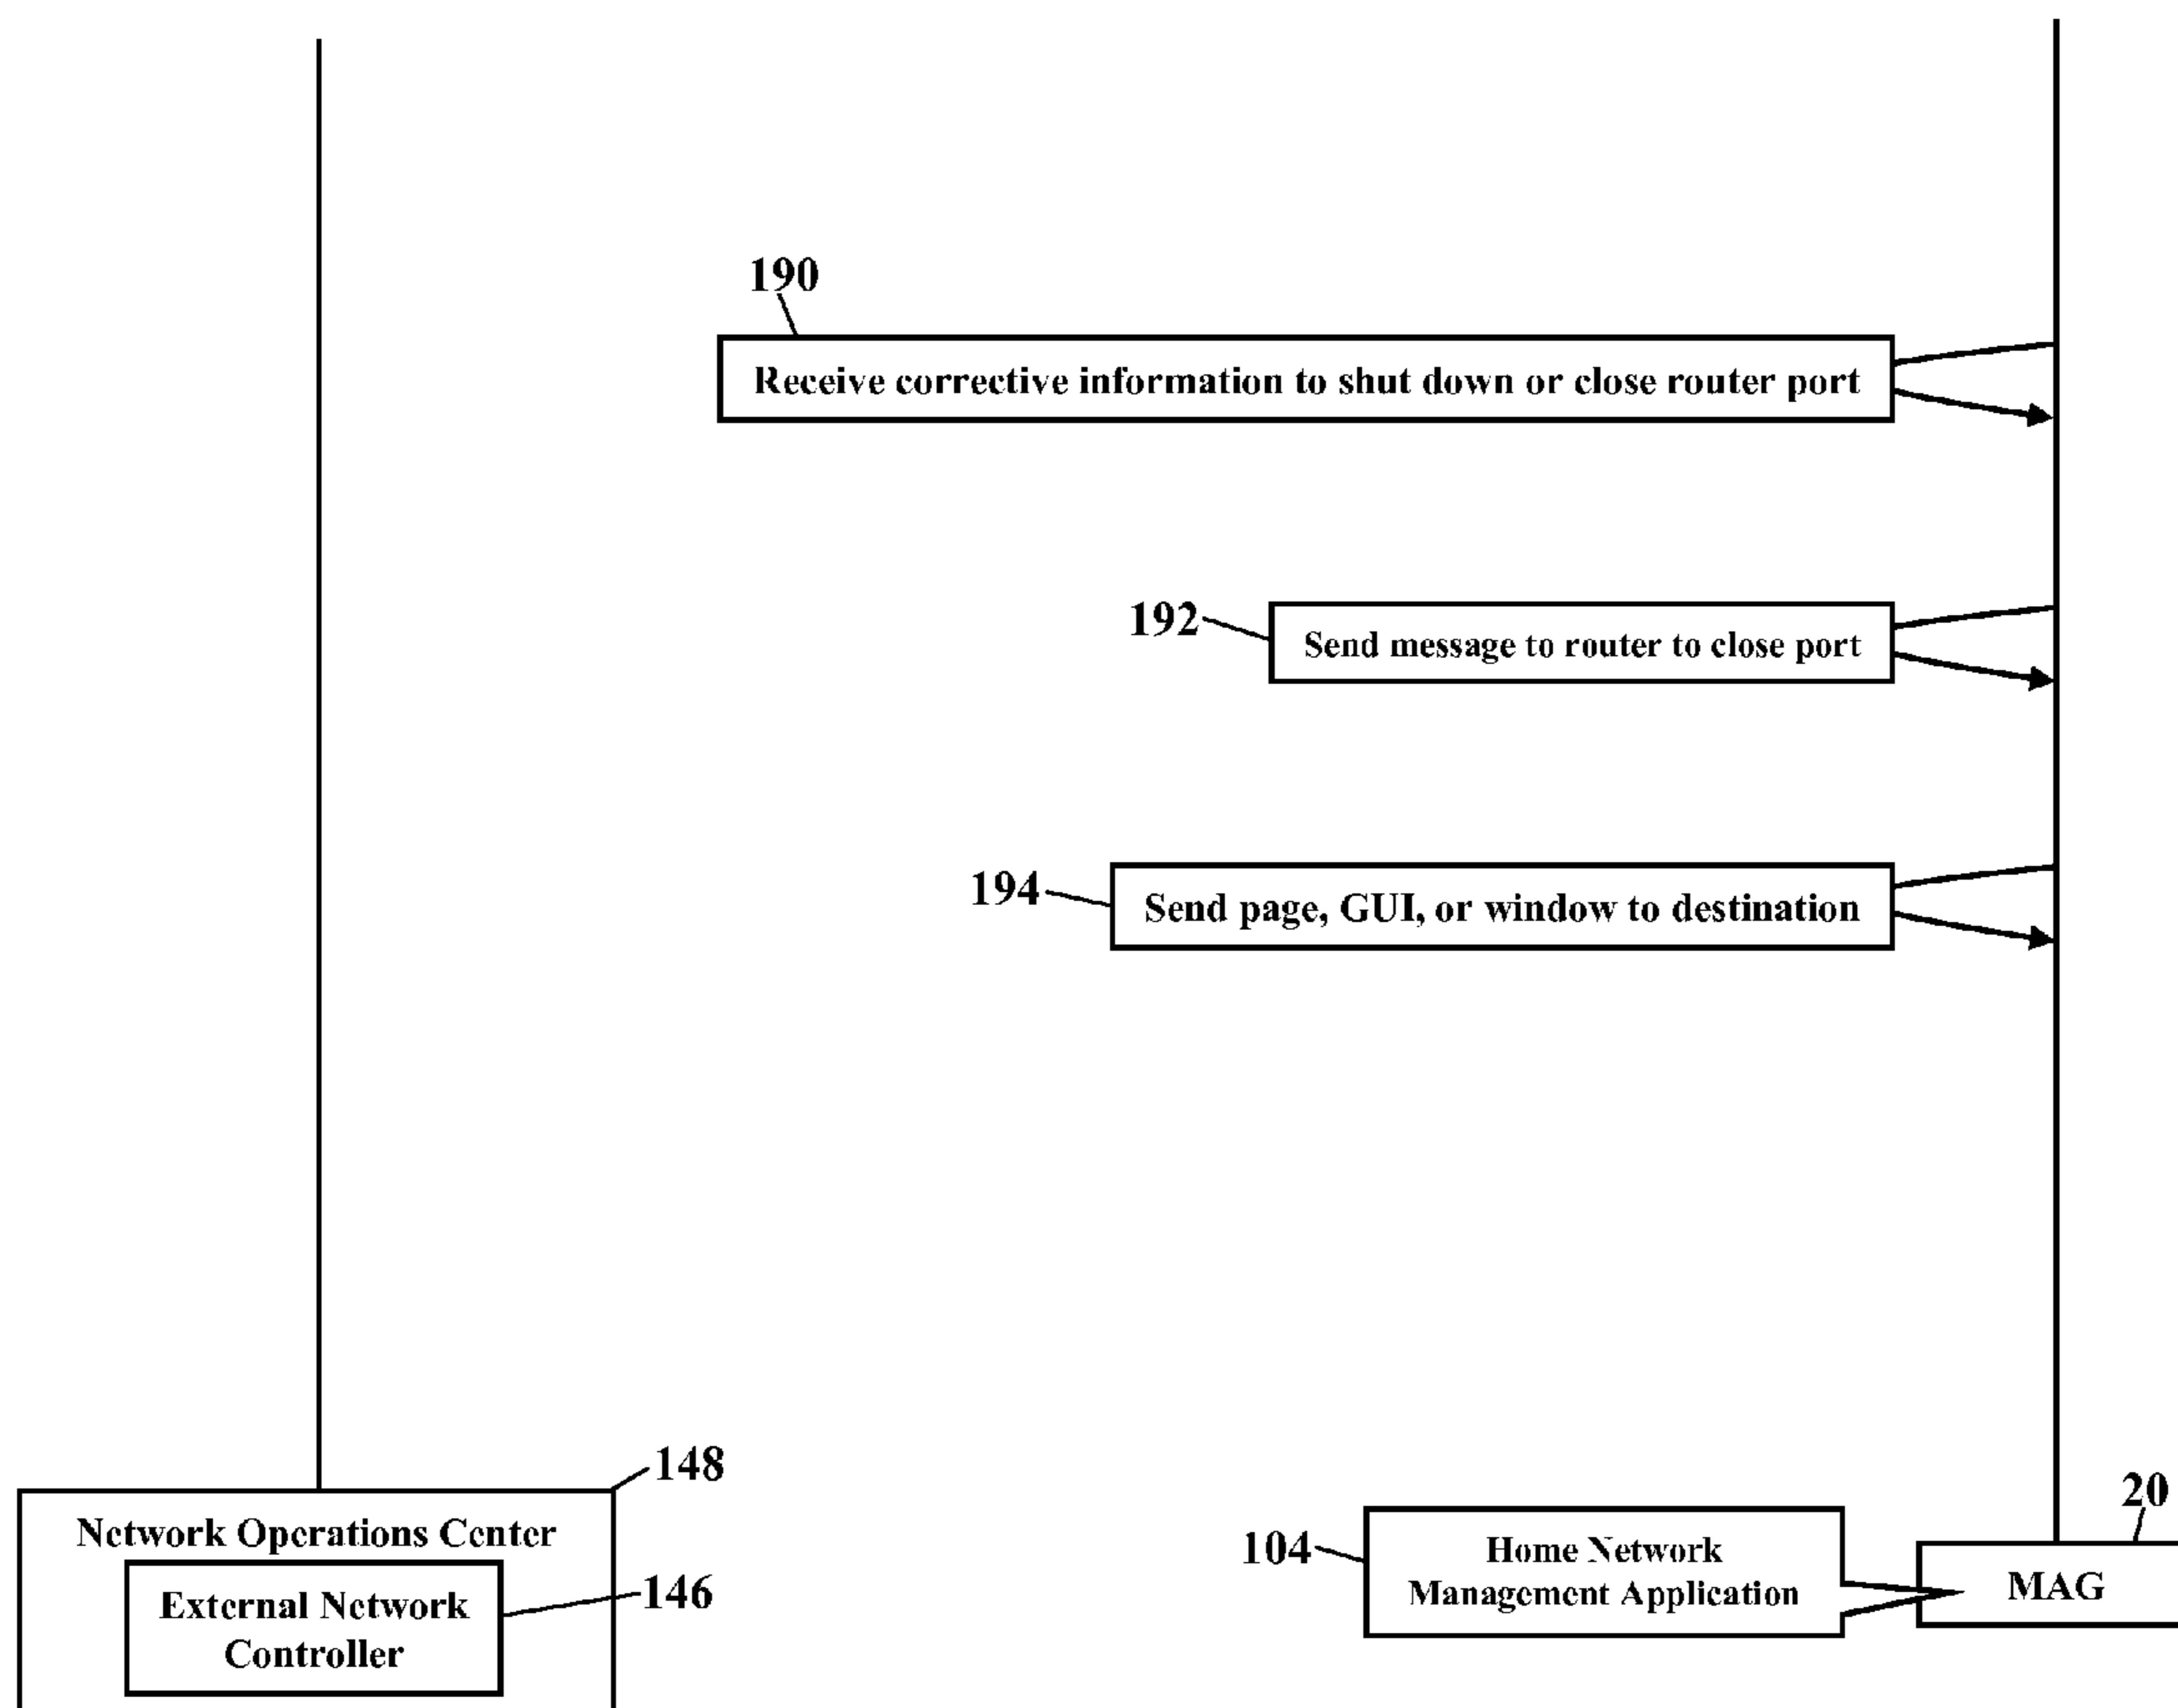 190
Receive corrective information to shut down or close router port
192
Send message to router to close port
194
Send page, GUI, or window to destination
148
Network Operations Center
146
External Network
Controller
104
Home Network
Management Application
20
MAG